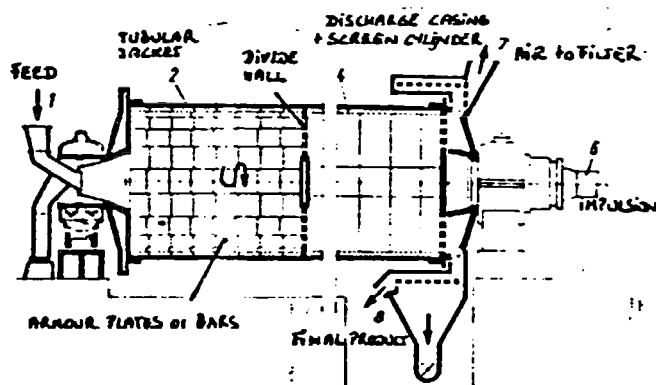 DISCHARGE CASING
+ SCREEN CYLINDER
7
AIR to FILTER
TUBULAR
JACKET
2
DIVIDE
WALL
4
FEED
1
6
IMPULSION
ARMOUR PLATES or BARS
8
FINAL PRODUCT